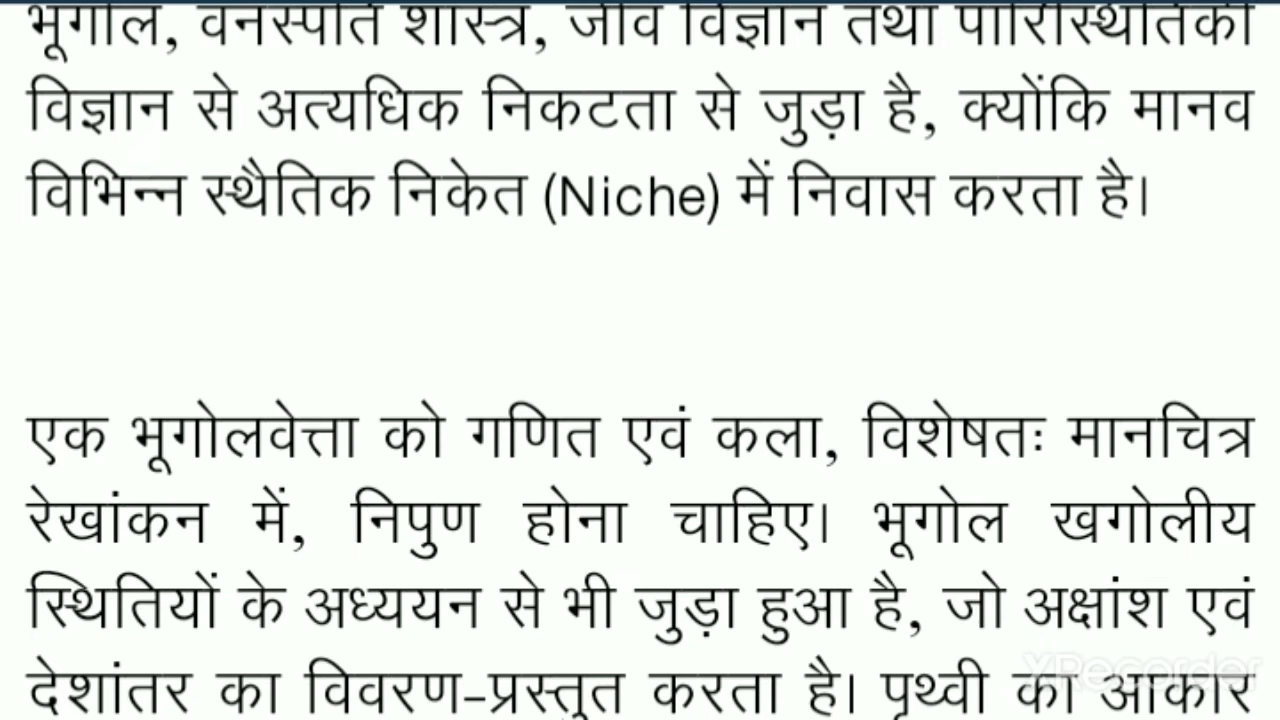 भूगोल, वनस्पति शास्त्र, जीव विज्ञान तथा पारिस्थितिकी
विज्ञान से अत्यधिक निकटता से जुड़ा है, क्योंकि मानव
विभिन्न स्थैतिक निकेत (Niche) में निवास करता है।
एक भूगोलवेत्ता को गणित एवं कला, विशेषतः मानचित्र
रेखांकन में, निपुण होना चाहिए। भूगोल खगोलीय
स्थितियों के अध्ययन से भी जुड़ा हुआ है, जो अक्षांश एवं
देशांतर का विवरण-प्रस्तुत करता है। पृथ्वी का आकार
XRecorder